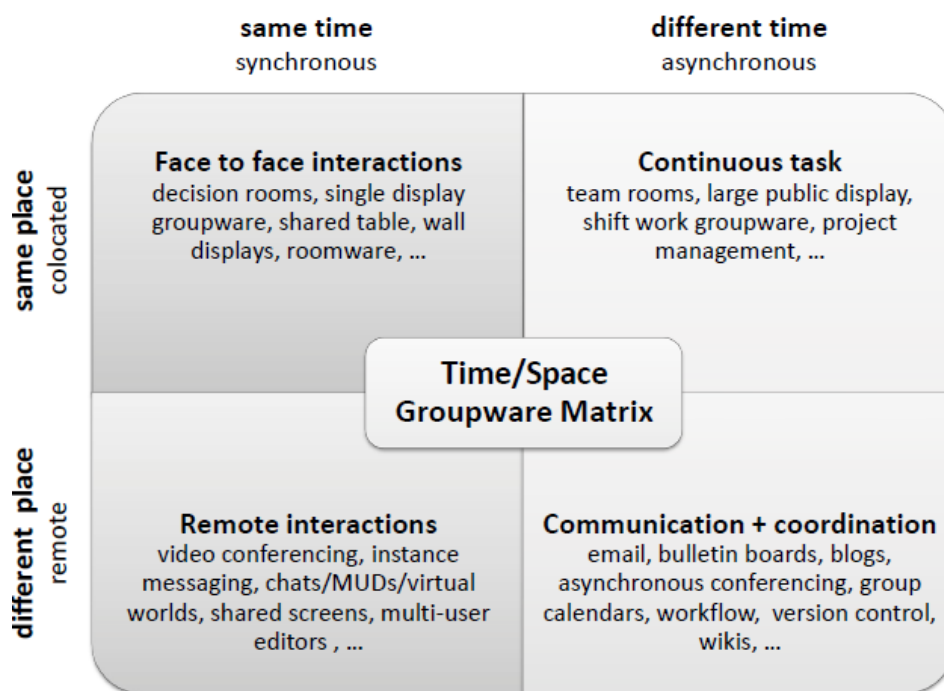 same time
synchronous
different time
asynchronous
same place
colocated
Face to face interactions
decision rooms, single display
groupware, shared table, wall
displays, roomware, ...
Continuous task
team rooms, large public display,
shift work groupware, project
management, ...
Time/Space
Groupware Matrix
different place
remote
Remote interactions
video conferencing, instance
messaging, chats/MUDs/virtual
worlds, shared screens, multi-user
editors , ...
Communication + coordination
email, bulletin boards, blogs,
asynchronous conferencing, group
calendars, workflow, version control,
wikis, ...